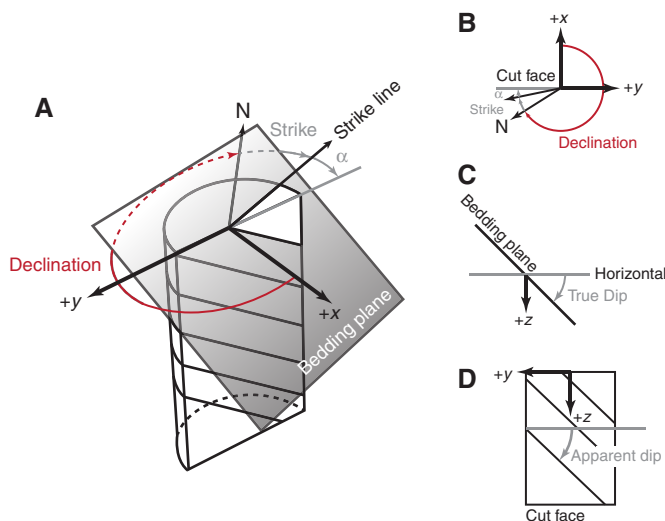 A
N
Strike
Strike line
α
Declination
+y
+x
Bedding plane
B
+x
Cut face
α
+y
Strike
N
Declination
C
Bedding plane
Horizontal
True Dip
+z
D
+y
+z
Apparent dip
Cut face